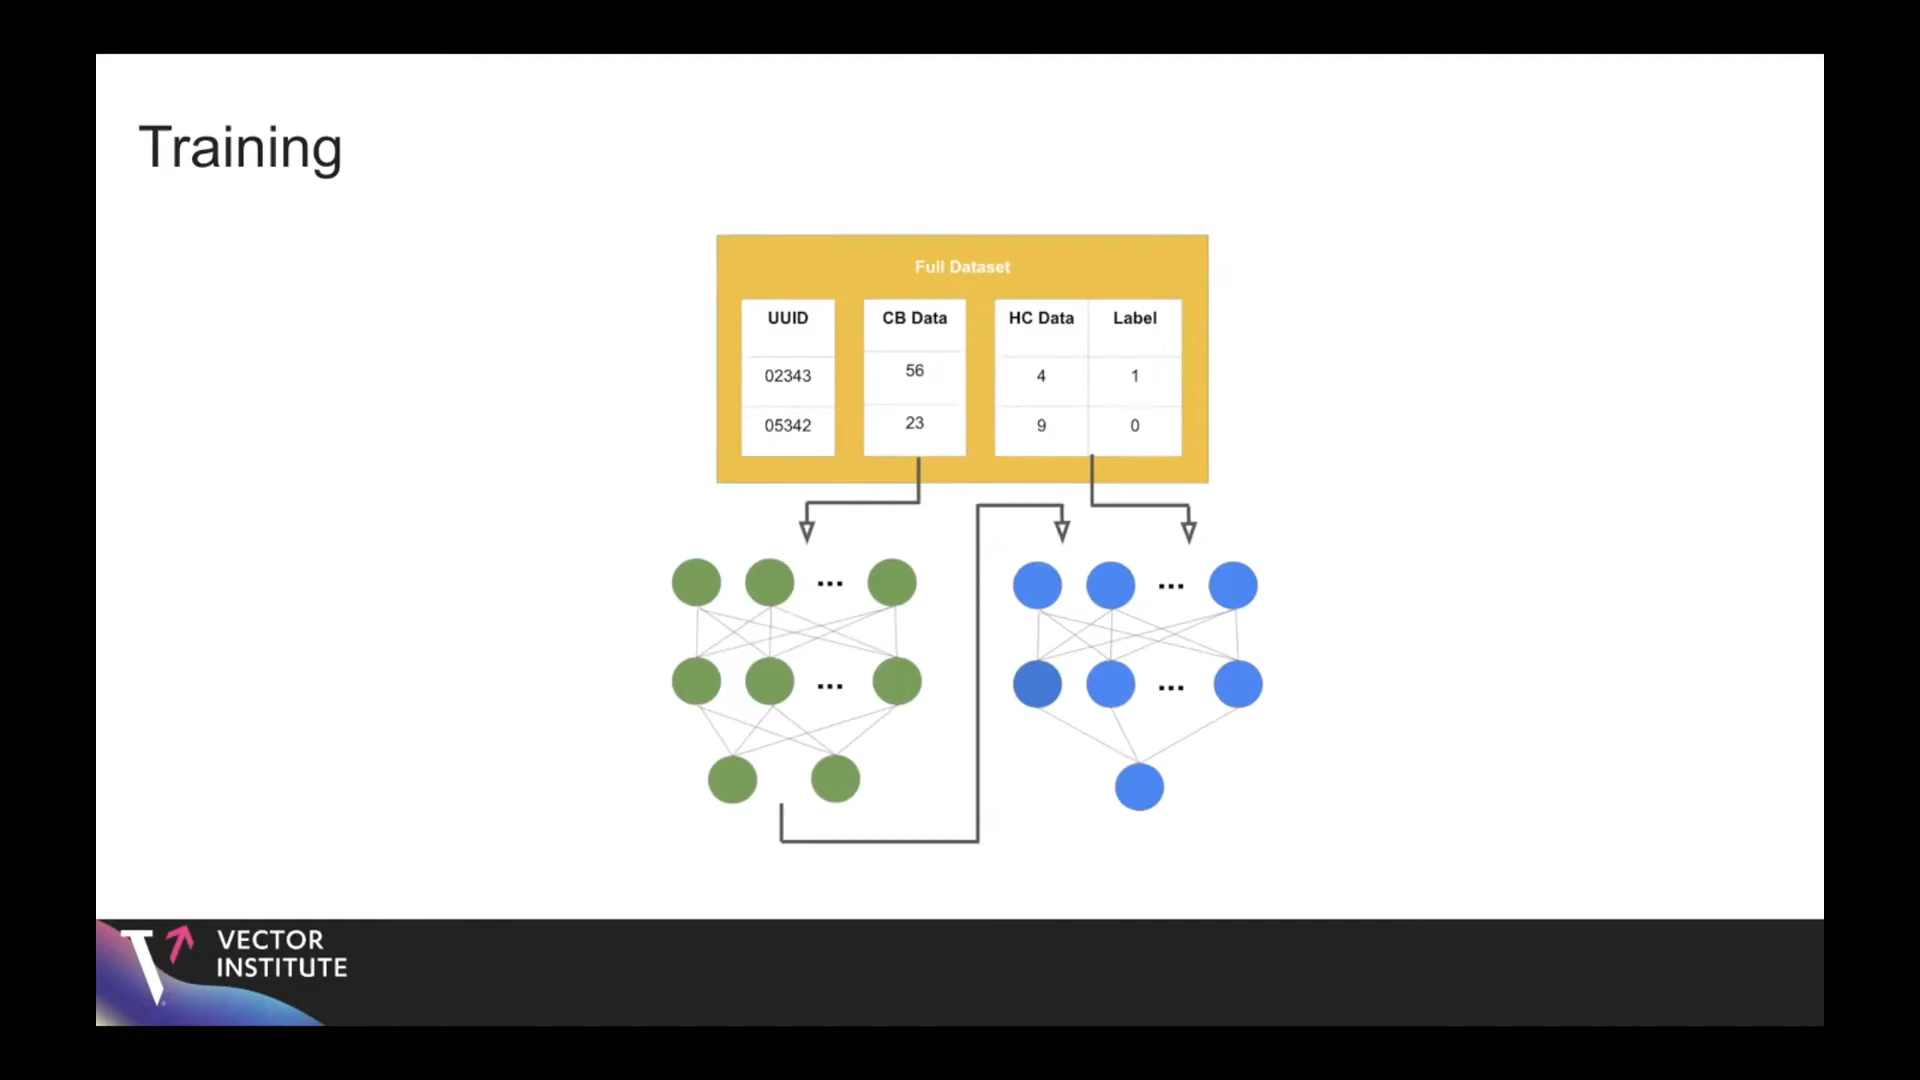 Training
Full Dataset
UUID CB Data HC Data Label
02343 56 4 1
05342 23 9 0
...
...
...
...
VECTOR
INSTITUTE